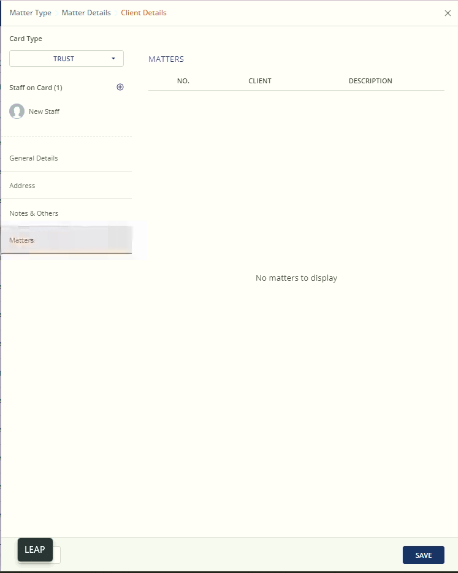 Matter Type Matter Details Client Details
Card Type
TRUST
Staff on Card (1)
New Staff
General Details
Address
Notes & Others
Matters
MATTERS
NO. CLIENT DESCRIPTION
No matters to display
LEAP
SAVE